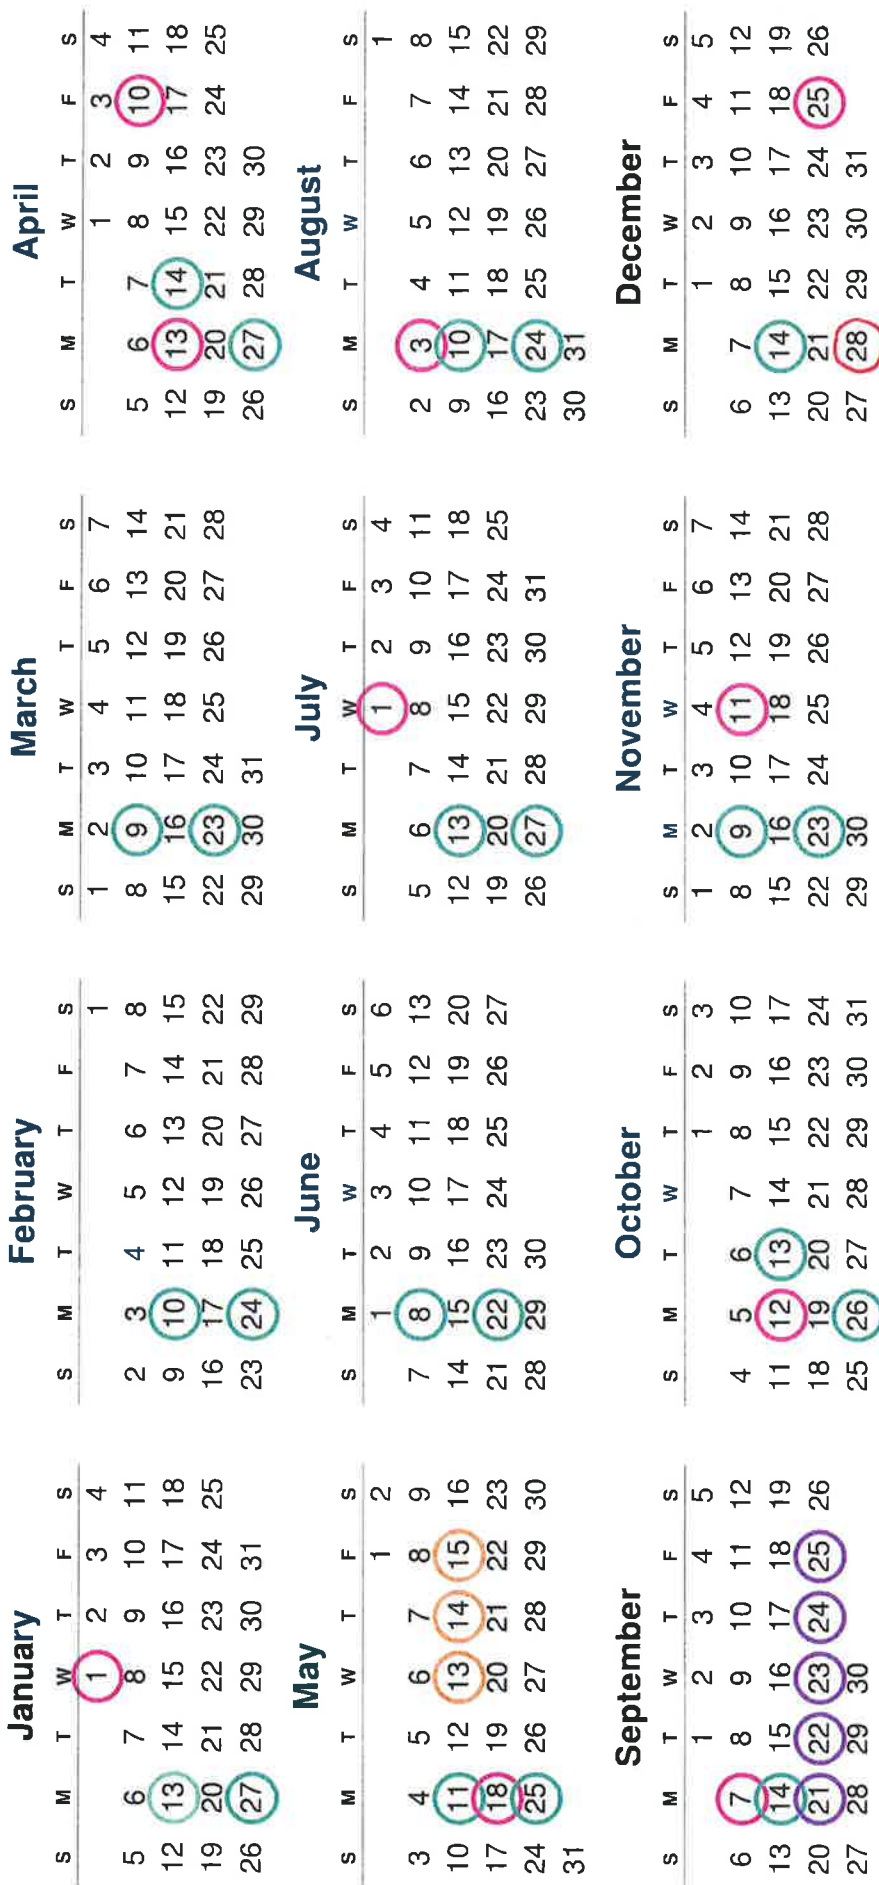 January
S M T W T F S
1 2 3 4
5 6 7 8 9 10 11
12 13 14 15 16 17 18
19 20 21 22 23 24 25
26 27 28 29 30 31
February
S M T W T F S
1
2 3 4 5 6 7 8
9 10 11 12 13 14 15
16 17 18 19 20 21 22
23 24 25 26 27 28 29
March
S M T W T F S
1 2 3 4 5 6 7
8 9 10 11 12 13 14
15 16 17 18 19 20 21
22 23 24 25 26 27 28
29 30 31
April
S M T W T F S
1 2 3 4
5 6 7 8 9 10 11
12 13 14 15 16 17 18
19 20 21 22 23 24 25
26 27 28 29 30
May
S M T W T F S
1 2
3 4 5 6 7 8 9
10 11 12 13 14 15 16
17 18 19 20 21 22 23
24 25 26 27 28 29 30
31
June
S M T W T F S
1 2 3 4 5 6
7 8 9 10 11 12 13
14 15 16 17 18 19 20
21 22 23 24 25 26 27
28 29 30
July
S M T W T F S
1 2 3 4
5 6 7 8 9 10 11
12 13 14 15 16 17 18
19 20 21 22 23 24 25
26 27 28 29 30 31
August
S M T W T F S
1
2 3 4 5 6 7 8
9 10 11 12 13 14 15
16 17 18 19 20 21 22
23 24 25 26 27 28 29
30 31
September
S M T W T F S
1 2 3 4 5
6 7 8 9 10 11 12
13 14 15 16 17 18 19
20 21 22 23 24 25 26
27 28 29 30
October
S M T W T F S
1 2 3
4 5 6 7 8 9 10
11 12 13 14 15 16 17
18 19 20 21 22 23 24
25 26 27 28 29 30 31
November
S M T W T F S
1 2 3 4 5 6 7
8 9 10 11 12 13 14
15 16 17 18 19 20 21
22 23 24 25 26 27 28
29 30
December
S M T W T F S
1 2 3 4 5
6 7 8 9 10 11 12
13 14 15 16 17 18 19
20 21 22 23 24 25 26
27 28 29 30 31